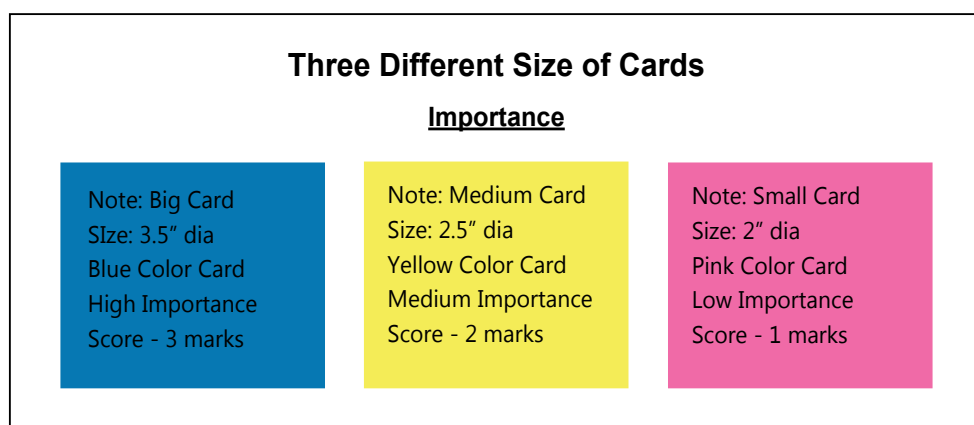 Three Different Size of Cards
Importance
Note: Big Card
SIze: 3.5" dia
Blue Color Card
High Importance
Score - 3 marks
Note: Medium Card
Size: 2.5" dia
Yellow Color Card
Medium Importance
Score - 2 marks
Note: Small Card
Size: 2" dia
Pink Color Card
Low Importance
Score - 1 marks